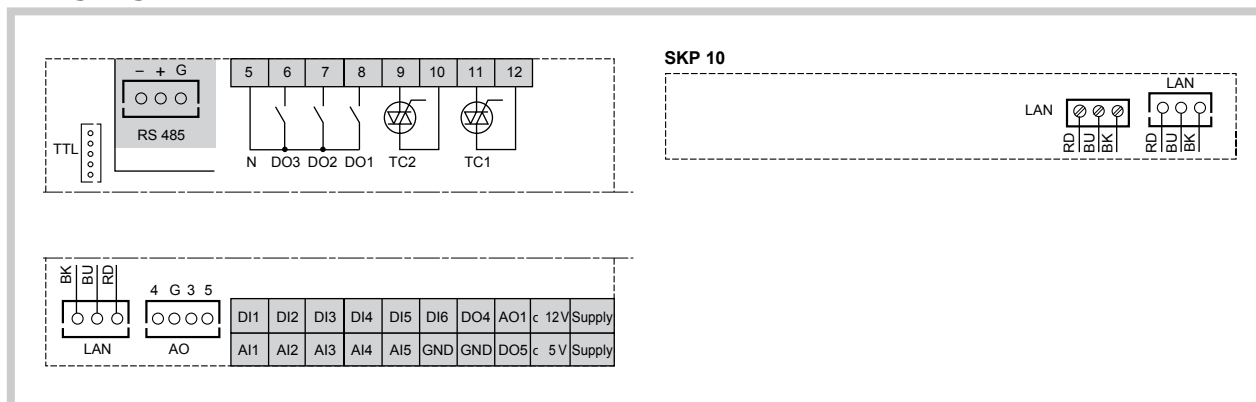 − + G
RS 485
TTL
5 6 7 8 9 10 11 12
N DO3 DO2 DO1 TC2 TC1
SKP 10
LAN
RD BU BK
LAN
RD BU BK
BK BU RD
LAN
4 G 3 5
AO
DI1 DI2 DI3 DI4 DI5 DI6 DO4 AO1 c 12V Supply
AI1 AI2 AI3 AI4 AI5 GND GND DO5 c 5 V Supply